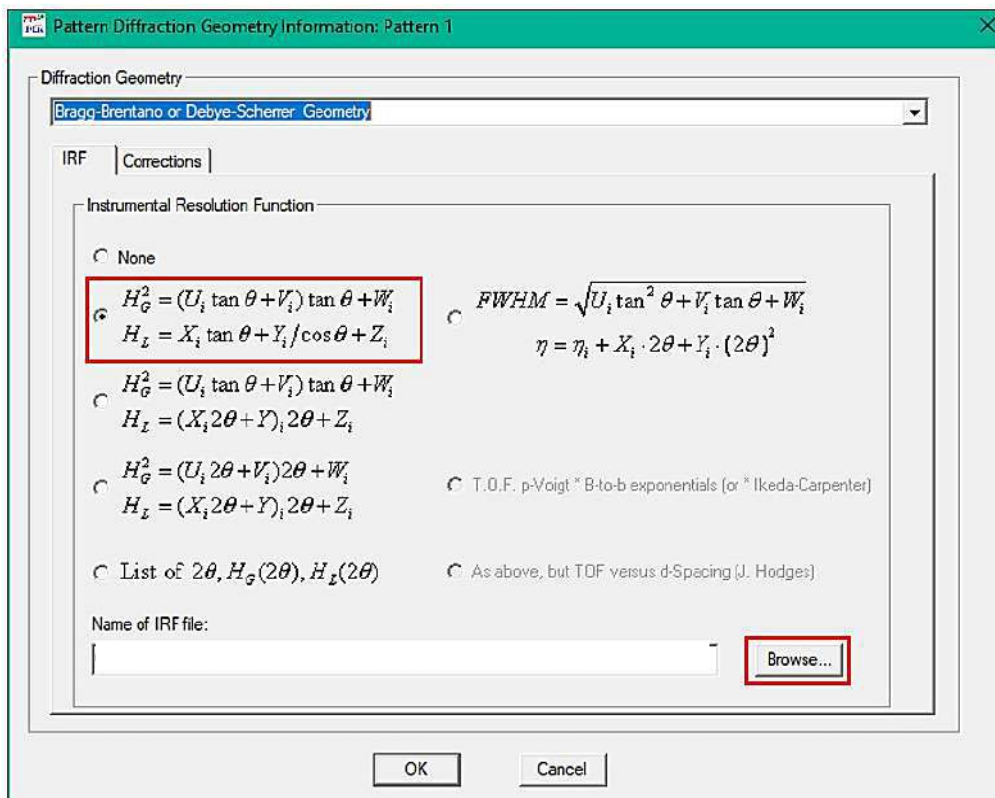 Pattern Diffraction Geometry Information: Pattern 1
Diffraction Geometry
Bragg-Brentano or Debye-Scherrer Geometry
IRF
Corrections
Instrumental Resolution Function
None
H_G^2 = (U_i tan θ + V_i) tan θ + W_i
H_L = X_i tan θ + Y_i/cos θ + Z_i
FWHM = √(U_i tan^2 θ + V_i tan θ + W_i)
η = η_i + X_i · 2θ + Y_i · (2θ)^2
H_G^2 = (U_i tan θ + V_i) tan θ + W_i
H_L = (X_i 2θ + Y)_i 2θ + Z_i
H_G^2 = (U_i 2θ + V_i)2θ + W_i
H_L = (X_i 2θ + Y)_i 2θ + Z_i
T.O.F. p-Voigt * B-to-b exponentials (or * Ikeda-Carpenter)
List of 2θ, H_G(2θ), H_L(2θ)
As above, but TOF versus d-Spacing (J. Hodges)
Name of IRF file:
Browse...
OK
Cancel